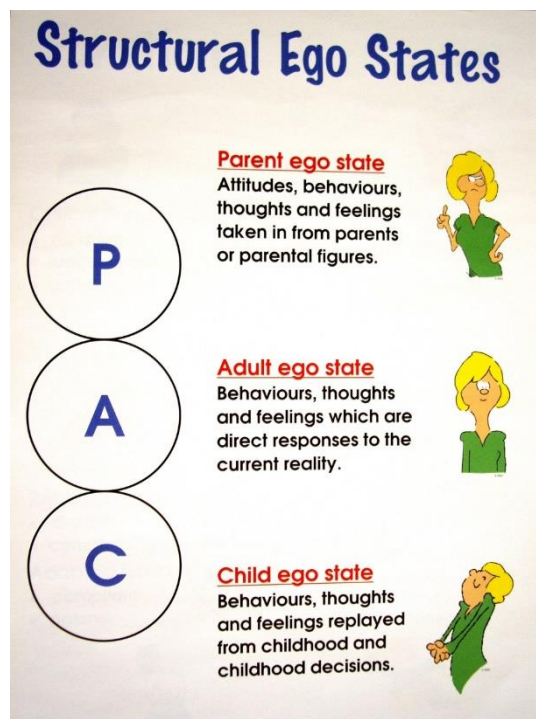 Structural Ego States
Parent ego state
Attitudes, behaviours,
thoughts and feelings
taken in from parents
or parental figures.
P
Adult ego state
Behaviours, thoughts
and feelings which are
direct responses to the
current reality.
A
Child ego state
Behaviours, thoughts
and feelings replayed
from childhood and
childhood decisions.
C